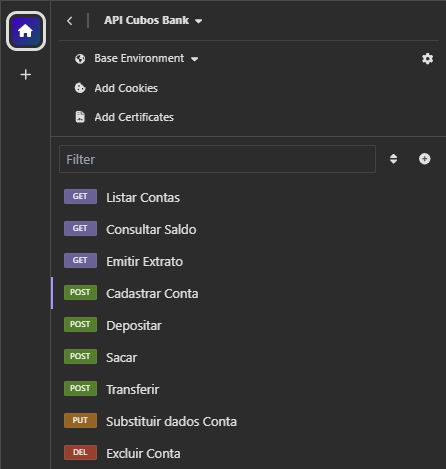 API Cubos Bank
Base Environment
Add Cookies
Add Certificates
Filter
GET Listar Contas
GET Consultar Saldo
GET Emitir Extrato
POST Cadastrar Conta
POST Depositar
POST Sacar
POST Transferir
PUT Substituir dados Conta
DEL Excluir Conta